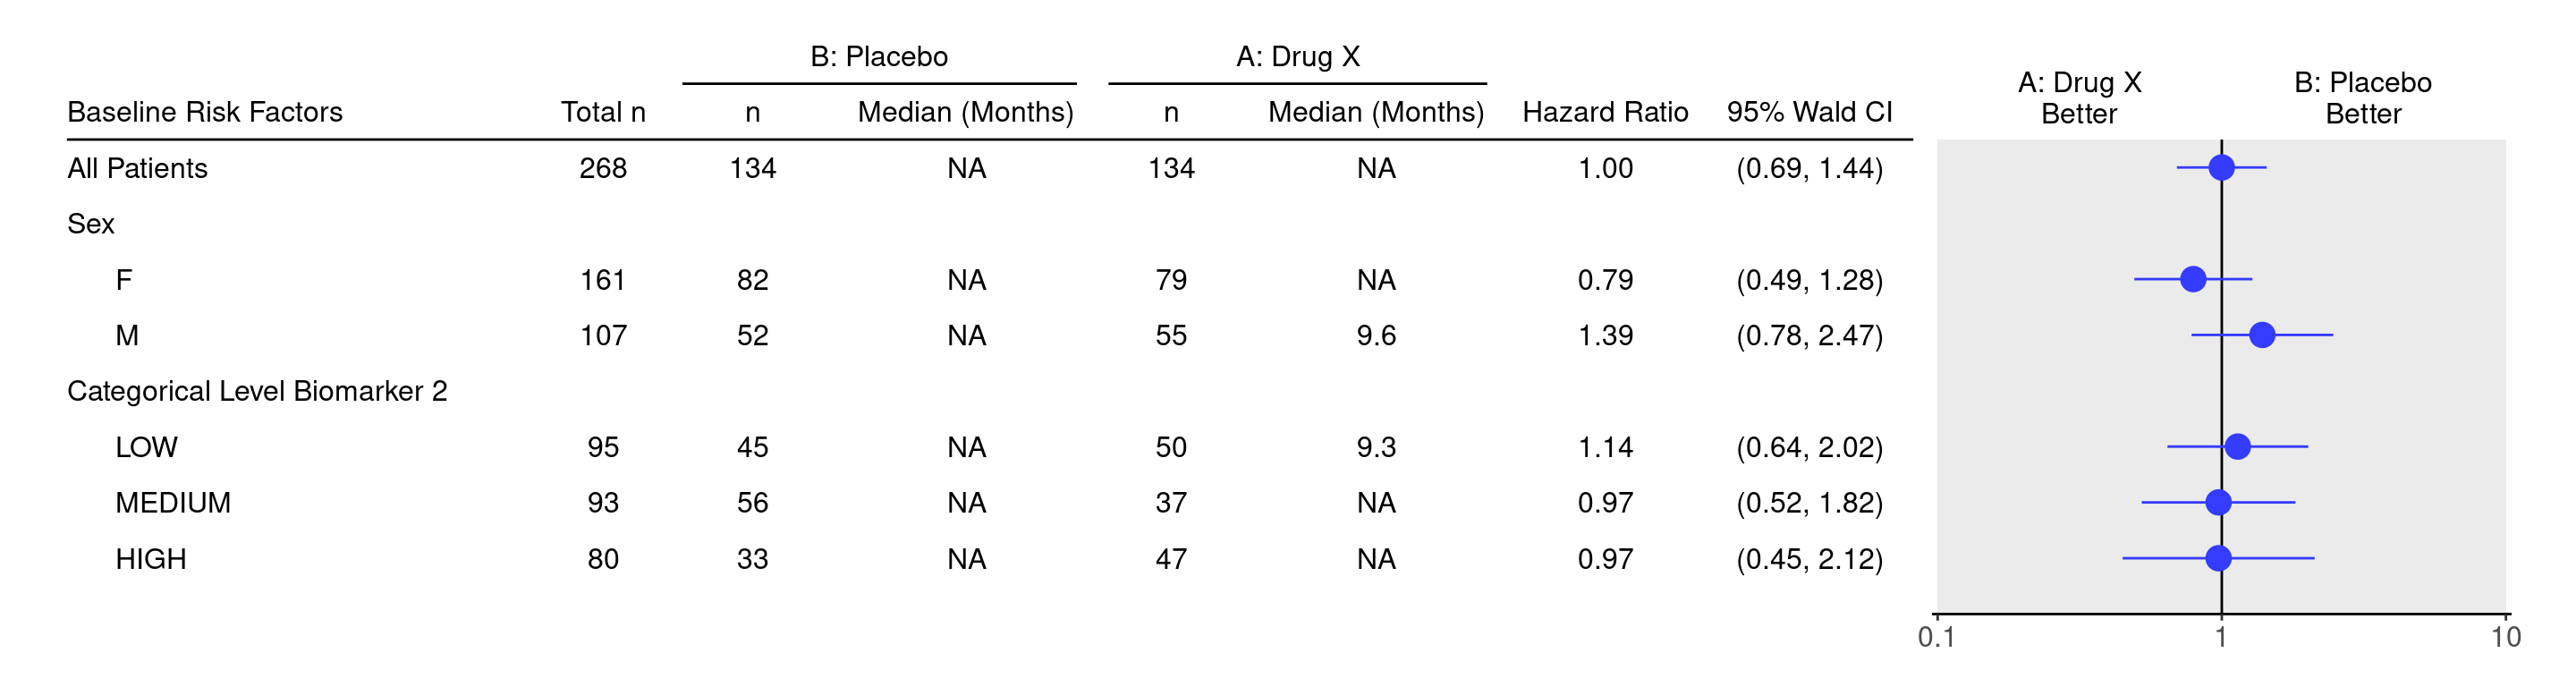 B: Placebo A: Drug X
A: Drug X B: Placebo
Better Better
Baseline Risk Factors Total n n Median (Months) n Median (Months) Hazard Ratio 95% Wald CI
All Patients 268 134 NA 134 NA 1.00 (0.69, 1.44)
Sex
F 161 82 NA 79 NA 0.79 (0.49, 1.28)
M 107 52 NA 55 9.6 1.39 (0.78, 2.47)
Categorical Level Biomarker 2
LOW 95 45 NA 50 9.3 1.14 (0.64, 2.02)
MEDIUM 93 56 NA 37 NA 0.97 (0.52, 1.82)
HIGH 80 33 NA 47 NA 0.97 (0.45, 2.12)
0.1 1 10